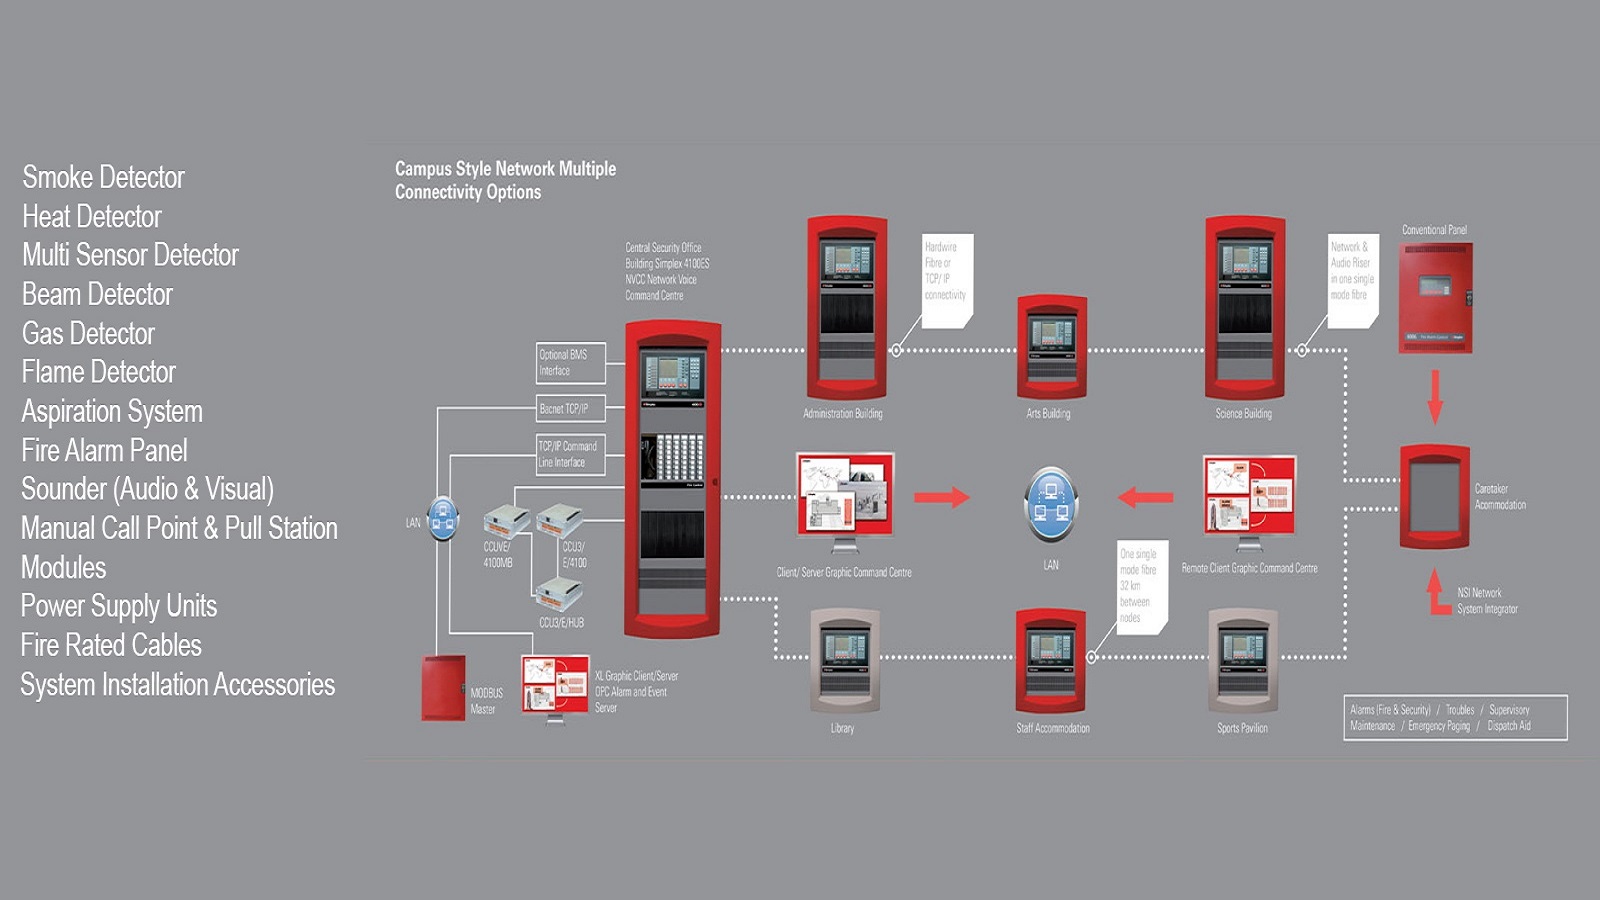 Smoke Detector
Heat Detector
Multi Sensor Detector
Beam Detector
Gas Detector
Flame Detector
Aspiration System
Fire Alarm Panel
Sounder (Audio & Visual)
Manual Call Point & Pull Station
Modules
Power Supply Units
Fire Rated Cables
System Installation Accessories
Campus Style Network Multiple
Connectivity Options
Central Security Office
Building Simplex 4100ES
NVCC Network Voice
Command Centre
Optional BMS
Interface
Bacnet TCP/IP
TCP/IP Command
Line Interface
LAN
CCUVE/
4100MB
CCU3/
E/4100
CCU3/E/HUB
MODBUS
Master
XL Graphic Client/Server
OPC Alarm and Event
Server
Administration Building
Hardwire
Fibre or
TCP/ IP
connectivity
Arts Building
Science Building
Network &
Audio Riser
in one single
mode fibre
Conventional Panel
Client/ Server Graphic Command Centre
LAN
Remote Client Graphic Command Centre
Caretaker
Acommodation
One single
mode fibre
32 km
between
nodes
NSI Network
System Integrator
Library
Staff Accommodation
Sports Pavilion
Alarms (Fire & Security) / Troubles / Supervisory
Maintenance / Emergency Paging / Dispatch Aid